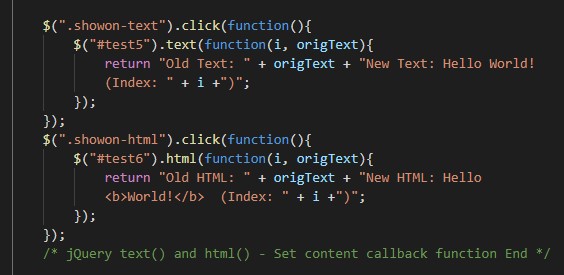 $(".showon-text").click(function(){
$("#test5").text(function(i, origText){
return "Old Text: " + origText + "New Text: Hello World!
(Index: " + i +")";
});
});
$(".showon-html").click(function(){
$("#test6").html(function(i, origText){
return "Old HTML: " + origText + "New HTML: Hello
<b>World!</b>  (Index: " + i +")";
});
});
/* jQuery text() and html() - Set content callback function End */